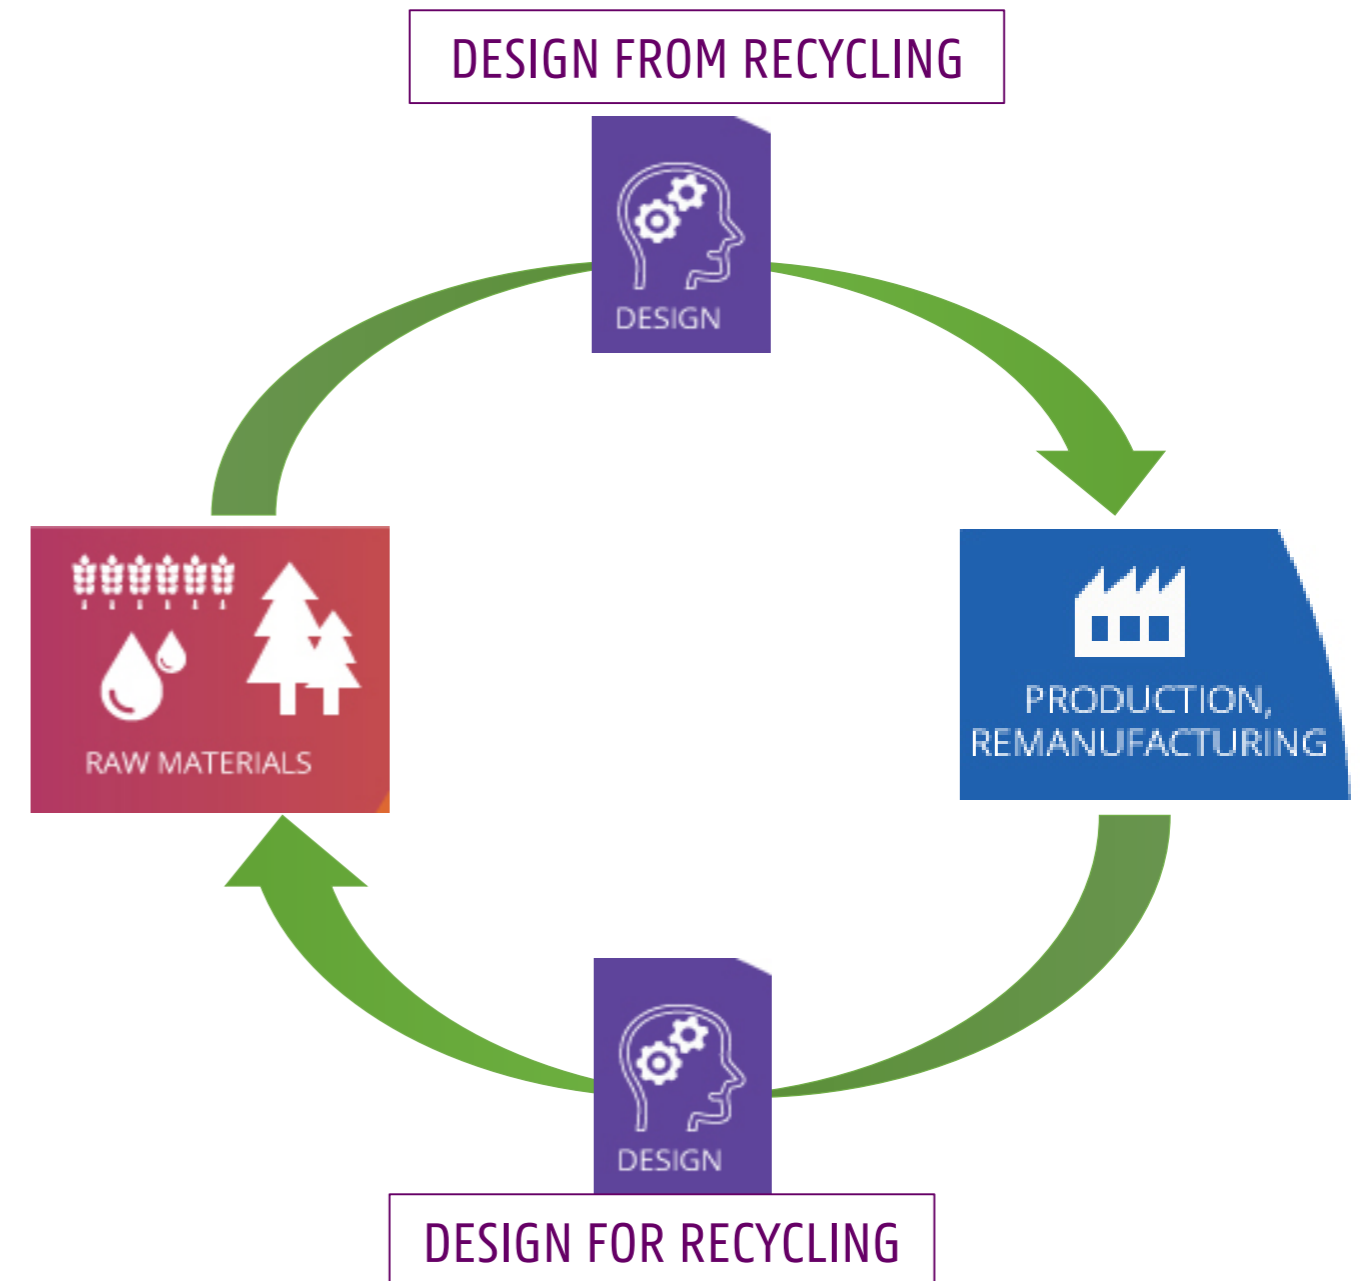 DESIGN FROM RECYCLING
DESIGN
RAW MATERIALS
PRODUCTION,
REMANUFACTURING
DESIGN
DESIGN FOR RECYCLING